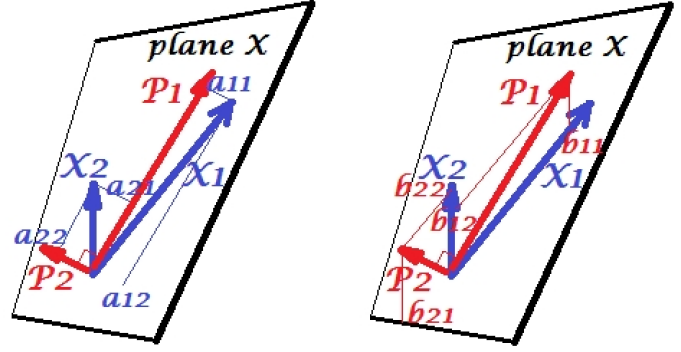 plane X
P1
a11
X2
a21
X1
a22
P2
a12
plane X
P1
b11
X2
b22
X1
b12
P2
b21